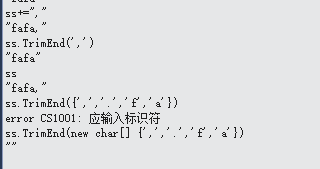 ss+=","
"fafa,"
ss.TrimEnd(',')
"fafa"
ss
"fafa,"
ss.TrimEnd({',','.','f','a'})
error CS1001: 应输入标识符
ss.TrimEnd(new char[] {',','.','f','a'})
""